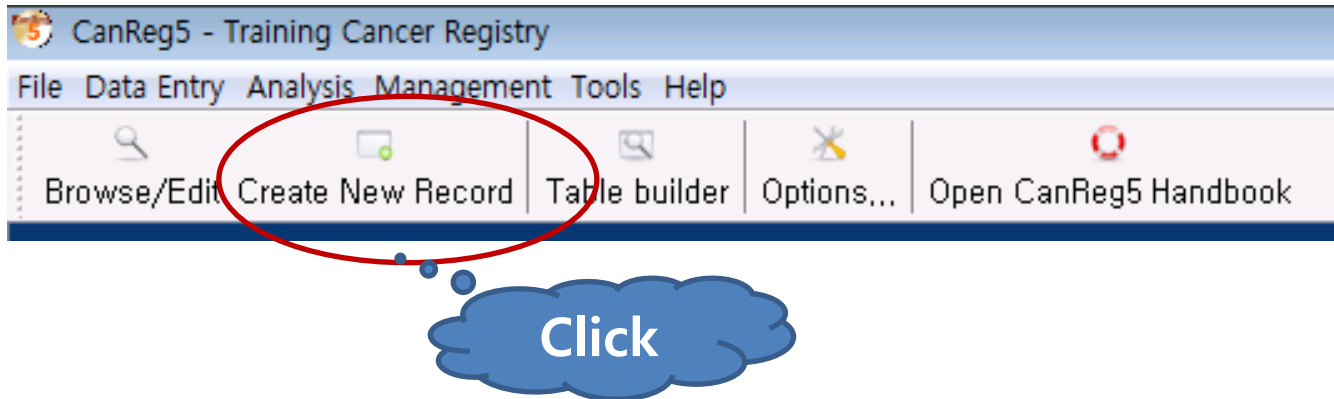 CanReg5 - Training Cancer Registry
File Data Entry Analysis Management Tools Help
Browse/Edit Create New Record Table builder Options... Open CanReg5 Handbook
Click